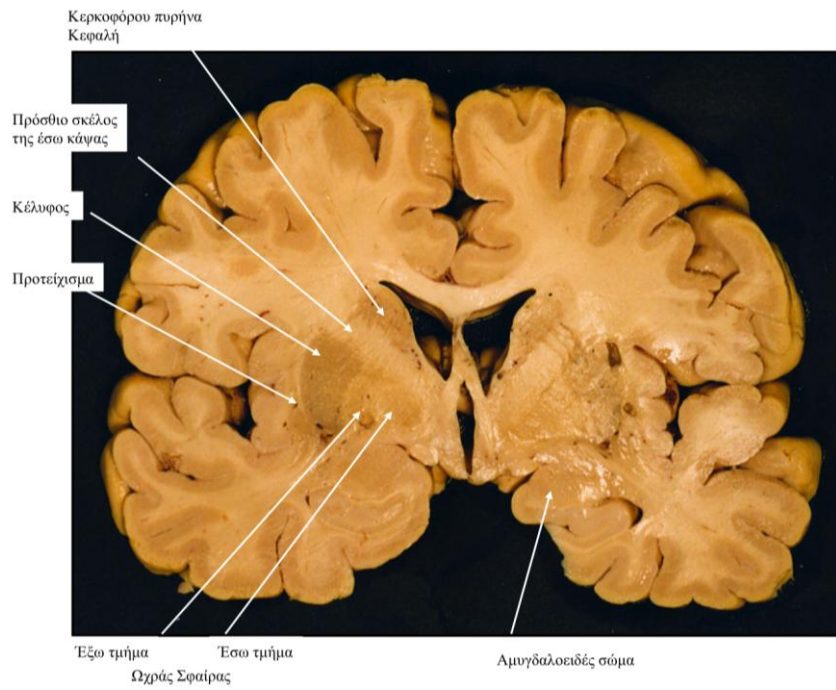 Κερκοφόρου πυρήνα
Κεφαλή
Πρόσθιο σκέλος
της έσω κάψας
Κέλυφος
Προτείχισμα
Έξω τμήμα
Έσω τμήμα
Ωχράς Σφαίρας
Αμυγδαλοειδές σώμα